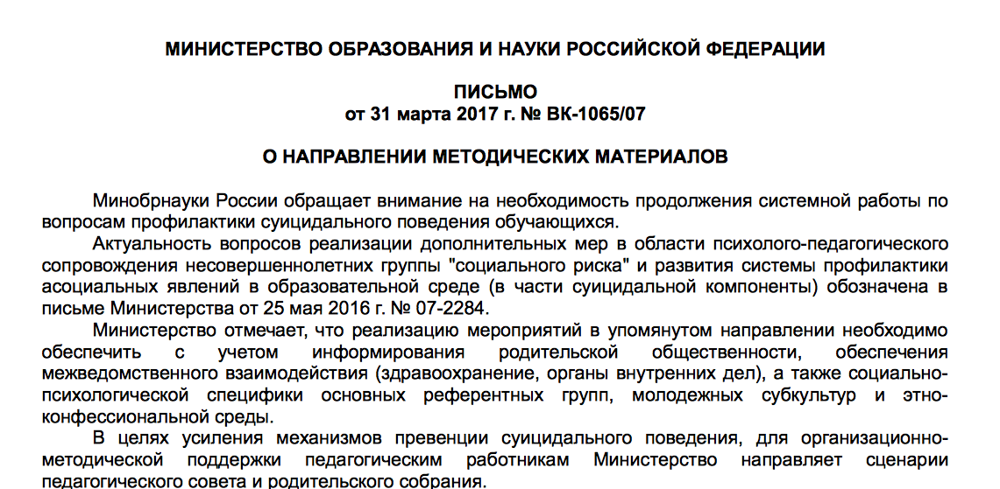 МИНИСТЕРСТВО ОБРАЗОВАНИЯ И НАУКИ РОССИЙСКОЙ ФЕДЕРАЦИИ
ПИСЬМО
от 31 марта 2017 г. № ВК-1065/07
О НАПРАВЛЕНИИ МЕТОДИЧЕСКИХ МАТЕРИАЛОВ
Минобрнауки России обращает внимание на необходимость продолжения системной работы по
вопросам профилактики суицидального поведения обучающихся.
Актуальность вопросов реализации дополнительных мер в области психолого-педагогического
сопровождения несовершеннолетних группы "социального риска" и развития системы профилактики
асоциальных явлений в образовательной среде (в части суицидальной компоненты) обозначена в
письме Министерства от 25 мая 2016 г. № 07-2284.
Министерство отмечает, что реализацию мероприятий в упомянутом направлении необходимо
обеспечить с учетом информирования родительской общественности, обеспечения
межведомственного взаимодействия (здравоохранение, органы внутренних дел), а также социально-
психологической специфики основных референтных групп, молодежных субкультур и этно-
конфессиональной среды.
В целях усиления механизмов превенции суицидального поведения, для организационно-
методической поддержки педагогическим работникам Министерство направляет сценарии
педагогического совета и родительского собрания.